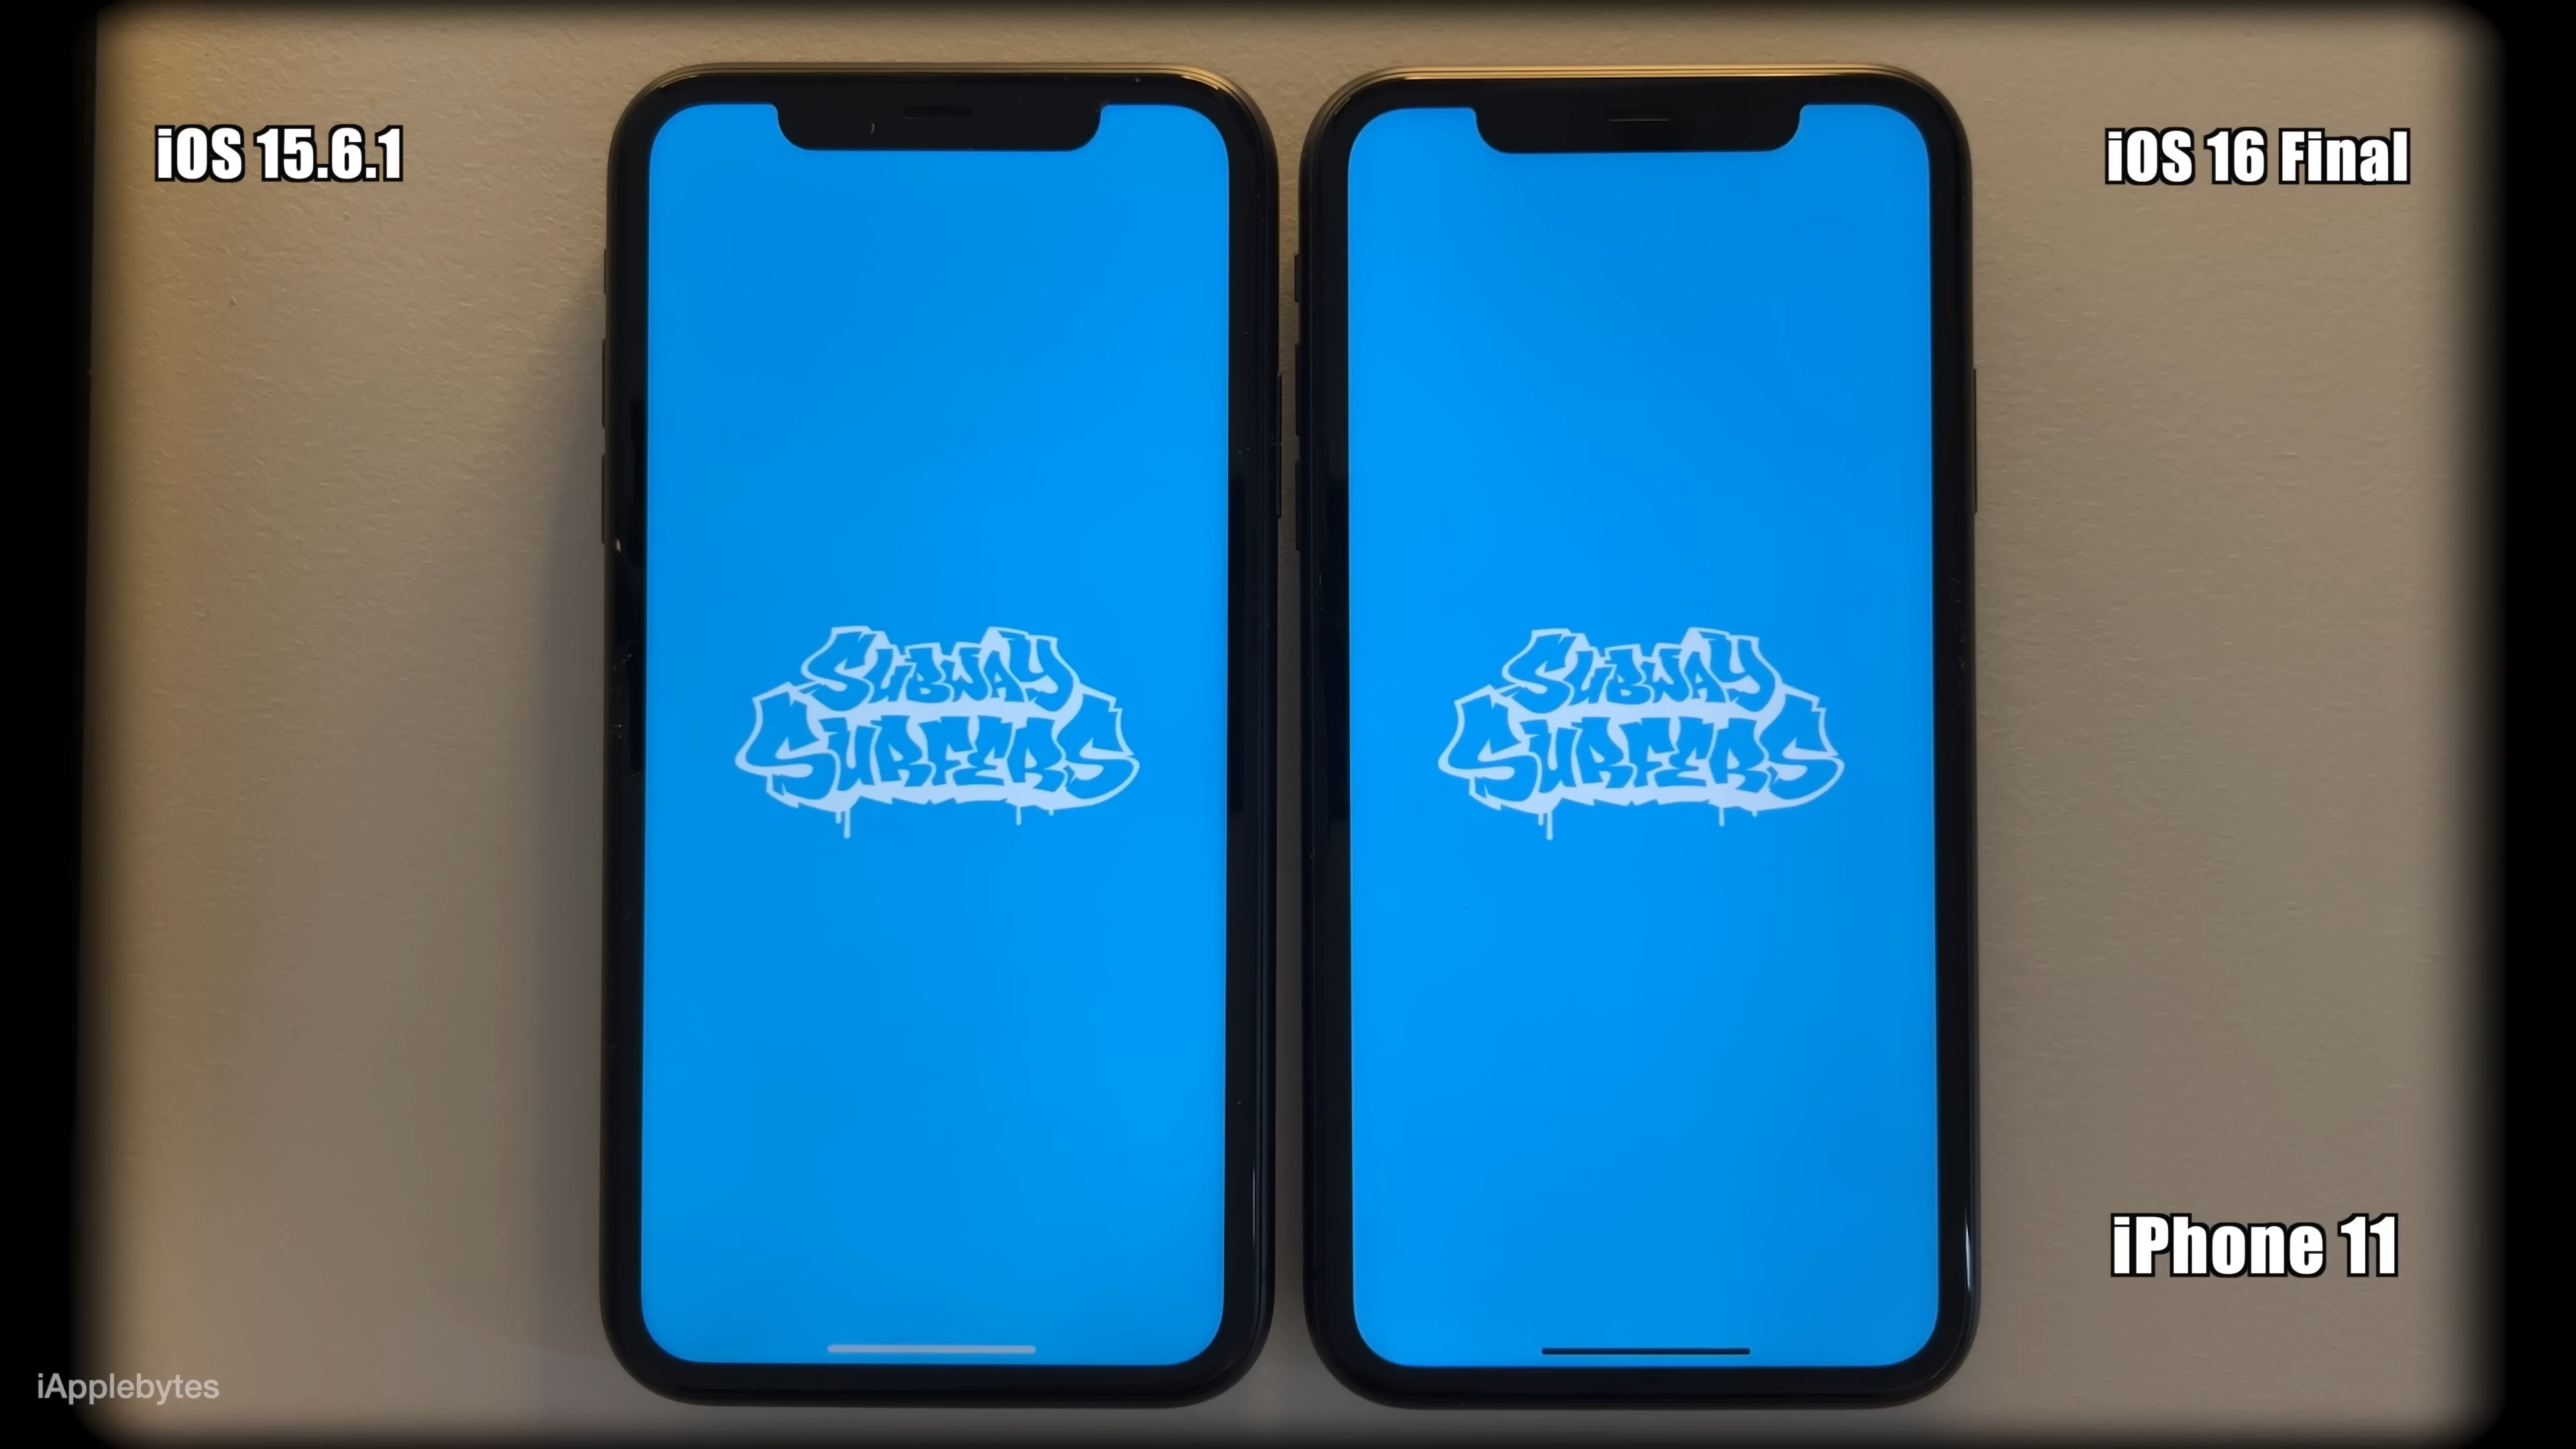 iOS 15.6.1
iOS 16 Final
SUBWAY
SURFERS
SUBWAY
SURFERS
iPhone 11
iApplebytes